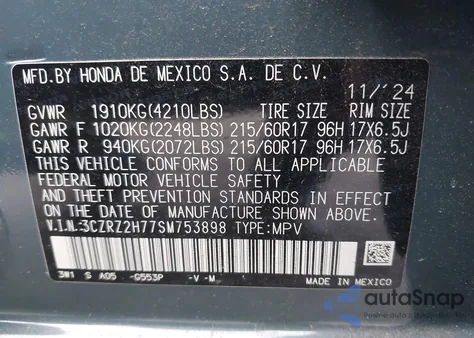 MFD.BY HONDA DE MEXICO S.A. DE C.V.
11/'24
GVWR 1910KG(4210LBS) TIRE SIZE RIM SIZE
GAWR F 1020KG(2248LBS) 215/60R17 96H 17X6.5J
GAWR R 940KG(2072LBS) 215/60R17 96H 17X6.5J
THIS VEHICLE CONFORMS TO ALL APPLICABLE
FEDERAL MOTOR VEHICLE SAFETY
AND THEFT PREVENTION STANDARDS IN EFFECT
ON THE DATE OF MANUFACTURE SHOWN ABOVE.
V.I.N.:3CZRZ2H77SM753898 TYPE:MPV
3W1 S A05 -G553P -V -M
MADE IN MEXICO
autoSnap
Powered by AutoBidMaster